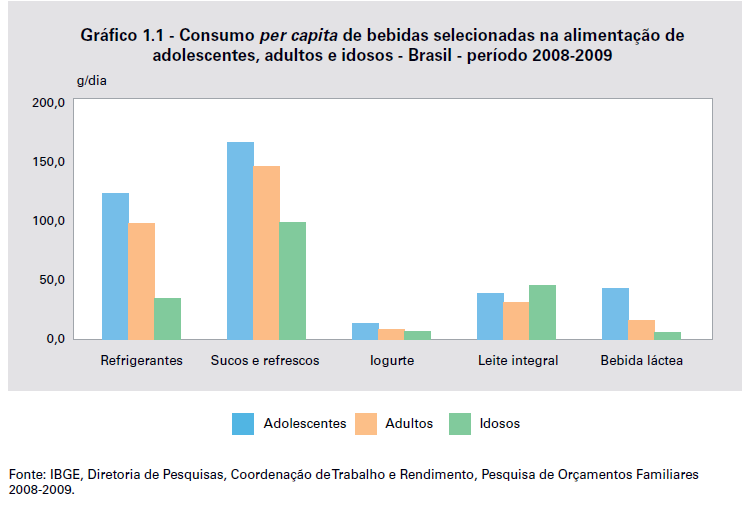 Gráfico 1.1 - Consumo per capita de bebidas selecionadas na alimentação de
adolescentes, adultos e idosos - Brasil - período 2008-2009
g/dia
200,0
150,0
100,0
50,0
0,0
Refrigerantes Sucos e refrescos Iogurte Leite integral Bebida láctea
Adolescentes Adultos Idosos
Fonte: IBGE, Diretoria de Pesquisas, Coordenação de Trabalho e Rendimento, Pesquisa de Orçamentos Familiares
2008-2009.